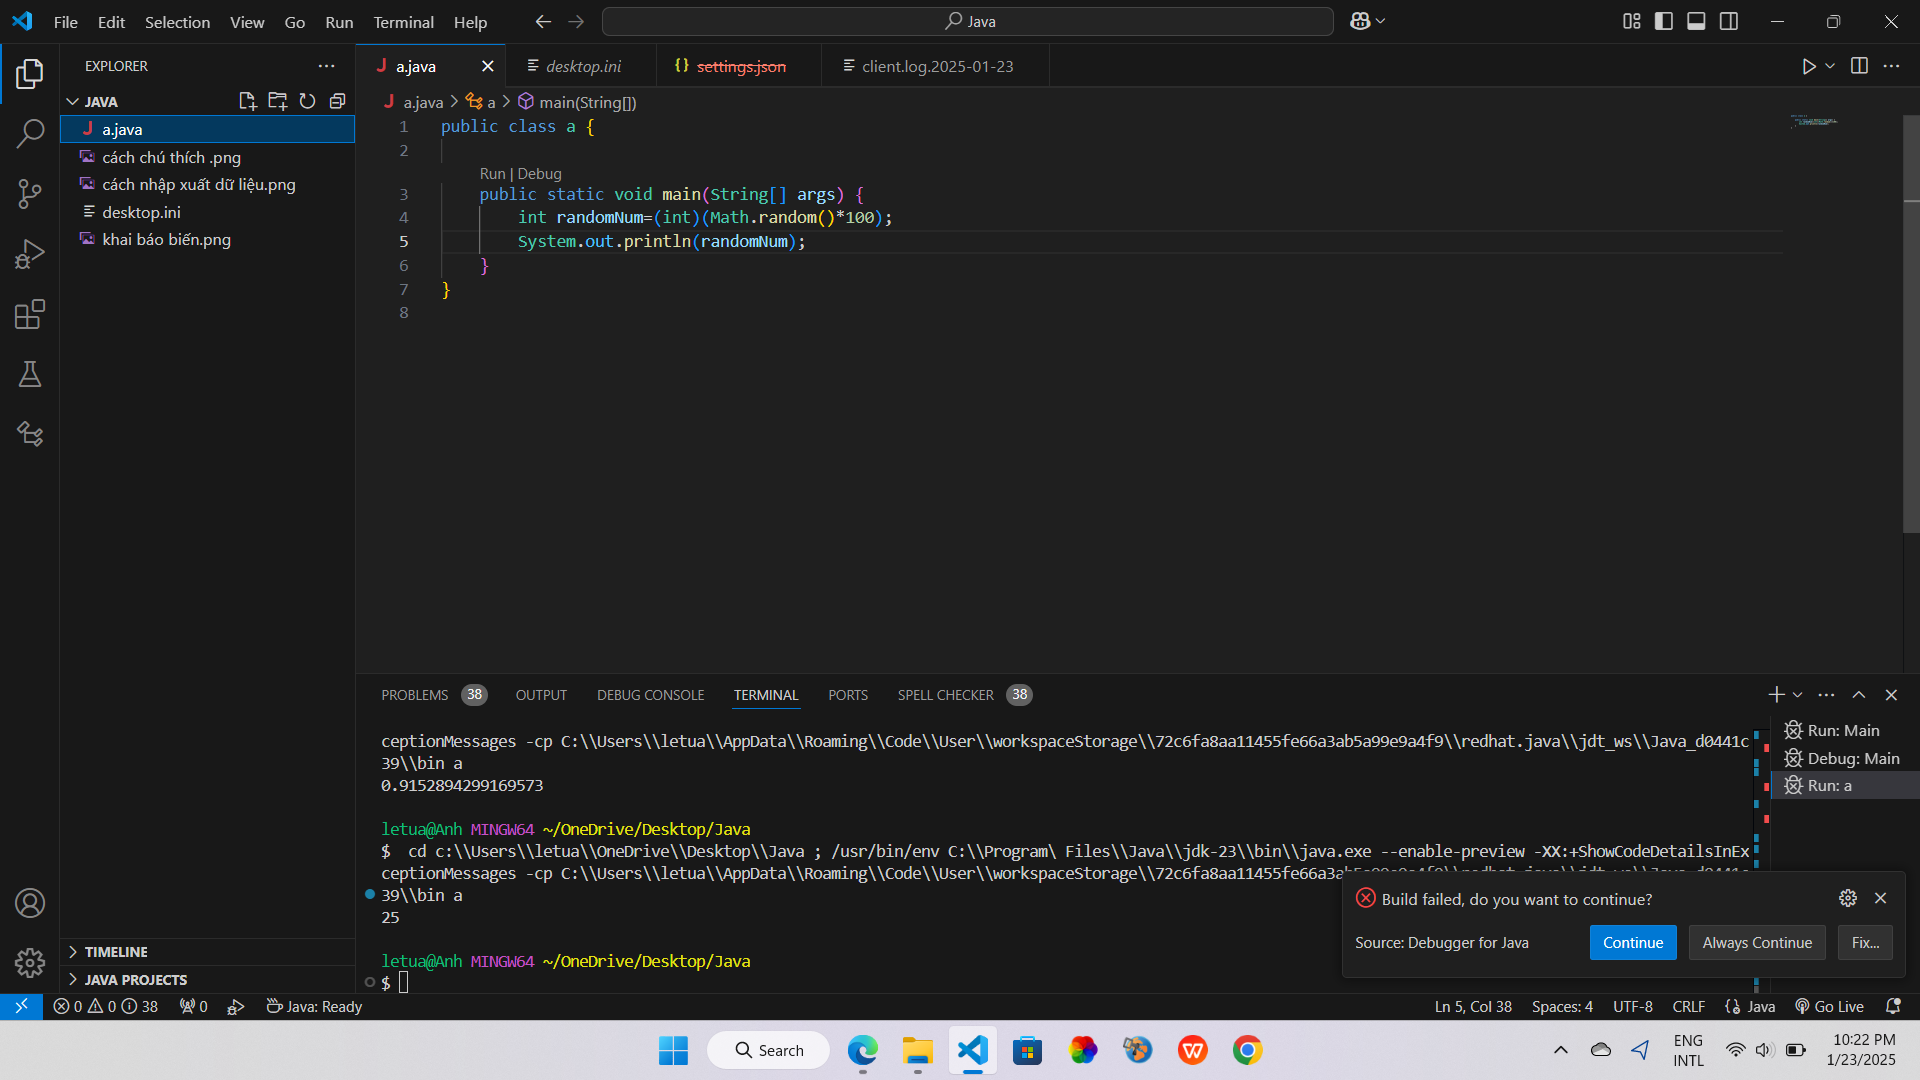 File Edit Selection View Go Run Terminal Help
Java
EXPLORER
JAVA
a.java
cách chú thích .png
cách nhập xuất dữ liệu.png
desktop.ini
khai báo biến.png
TIMELINE
JAVA PROJECTS
a.java
desktop.ini
settings.json
client.log.2025-01-23
a.java > a > main(String[])
1 public class a {
2
Run | Debug
3 public static void main(String[] args) {
4 int randomNum=(int)(Math.random()*100);
5 System.out.println(randomNum);
6 }
7 }
8
PROBLEMS 38 OUTPUT DEBUG CONSOLE TERMINAL PORTS SPELL CHECKER 38
ceptionMessages -cp C:\\Users\\letua\\AppData\\Roaming\\Code\\User\\workspaceStorage\\72c6fa8aa11455fe66a3ab5a99e9a4f9\\redhat.java\\jdt_ws\\Java_d0441c
39\\bin a
0.9152894299169573
letua@Anh MINGW64 ~/OneDrive/Desktop/Java
$ cd c:\\Users\\letua\\OneDrive\\Desktop\\Java ; /usr/bin/env C:\\Program\ Files\\Java\\jdk-23\\bin\\java.exe --enable-preview -XX:+ShowCodeDetailsInEx
ceptionMessages -cp C:\\Users\\letua\\AppData\\Roaming\\Code\\User\\workspaceStorage\\72c6fa8aa11455fe66a3ab5a99e9a4f9\\redhat.java\\jdt_ws\\Java_d0441c
39\\bin a
25
letua@Anh MINGW64 ~/OneDrive/Desktop/Java
$
Run: Main
Debug: Main
Run: a
Build failed, do you want to continue?
Source: Debugger for Java
Continue
Always Continue
Fix...
0 0 38 0 Java: Ready
Ln 5, Col 38 Spaces: 4 UTF-8 CRLF Java Go Live
Search
ENG
INTL
10:22 PM
1/23/2025